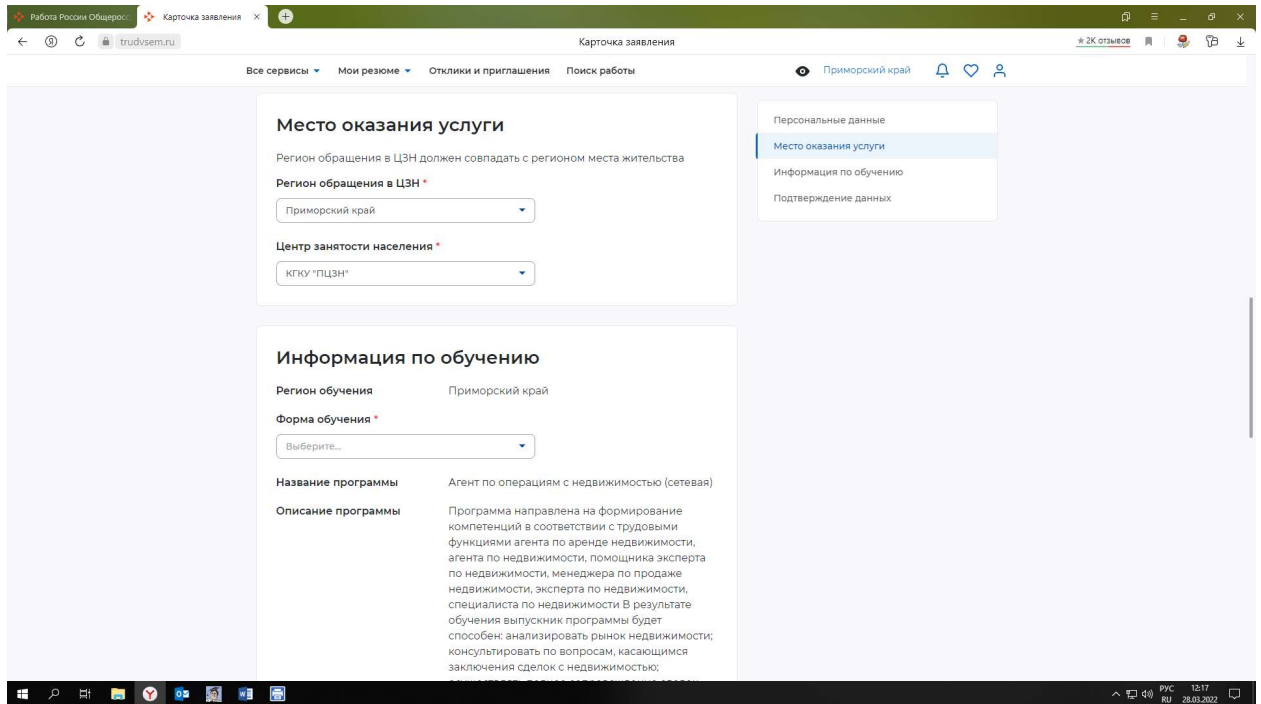 Работа России Общерос
Карточка заявления
trudvsem.ru
Карточка заявления
★ 2K отзывов
Все сервисы
Мои резюме
Отклики и приглашения
Поиск работы
Приморский край
Место оказания услуги
Регион обращения в ЦЗН должен совпадать с регионом места жительства
Регион обращения в ЦЗН *
Приморский край
Центр занятости населения *
КГКУ "ПЦЗН"
Персональные данные
Место оказания услуги
Информация по обучению
Подтверждение данных
Информация по обучению
Регион обучения Приморский край
Форма обучения *
Выберите...
Название программы Агент по операциям с недвижимостью (сетевая)
Описание программы Программа направлена на формирование
компетенций в соответствии с трудовыми
функциями агента по аренде недвижимости,
агента по недвижимости, помощника эксперта
по недвижимости, менеджера по продаже
недвижимости, эксперта по недвижимости,
специалиста по недвижимости В результате
обучения выпускник программы будет
способен: анализировать рынок недвижимости;
консультировать по вопросам, касающимся
заключения сделок с недвижимостью;
РУС
RU
12:17
28.03.2022